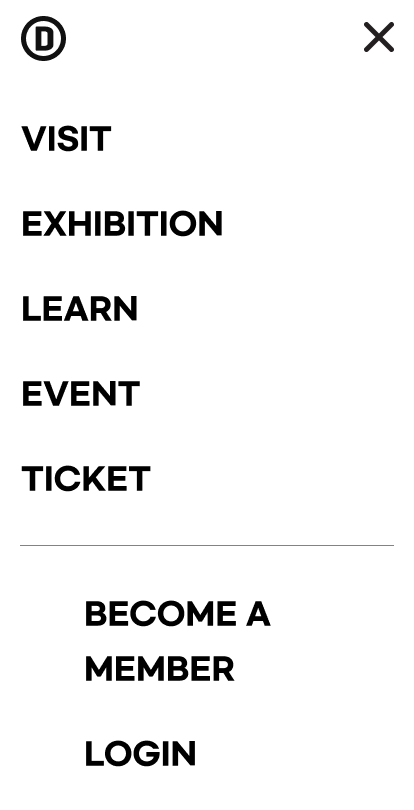 D
VISIT
EXHIBITION
LEARN
EVENT
TICKET
BECOME A
MEMBER
LOGIN